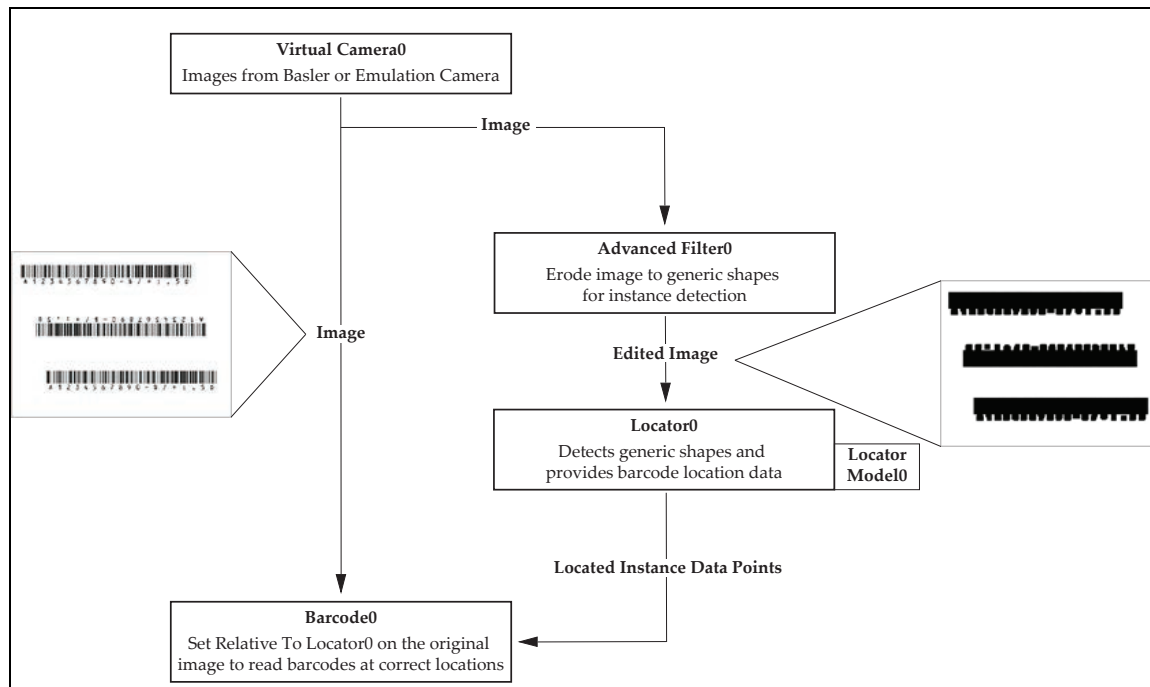 Virtual Camera0
Images from Basler or Emulation Camera
Image
Advanced Filter0
Erode image to generic shapes
for instance detection
Image
Edited Image
Locator0
Detects generic shapes and
provides barcode location data
Locator
Model0
Located Instance Data Points
Barcode0
Set Relative To Locator0 on the original
image to read barcodes at correct locations